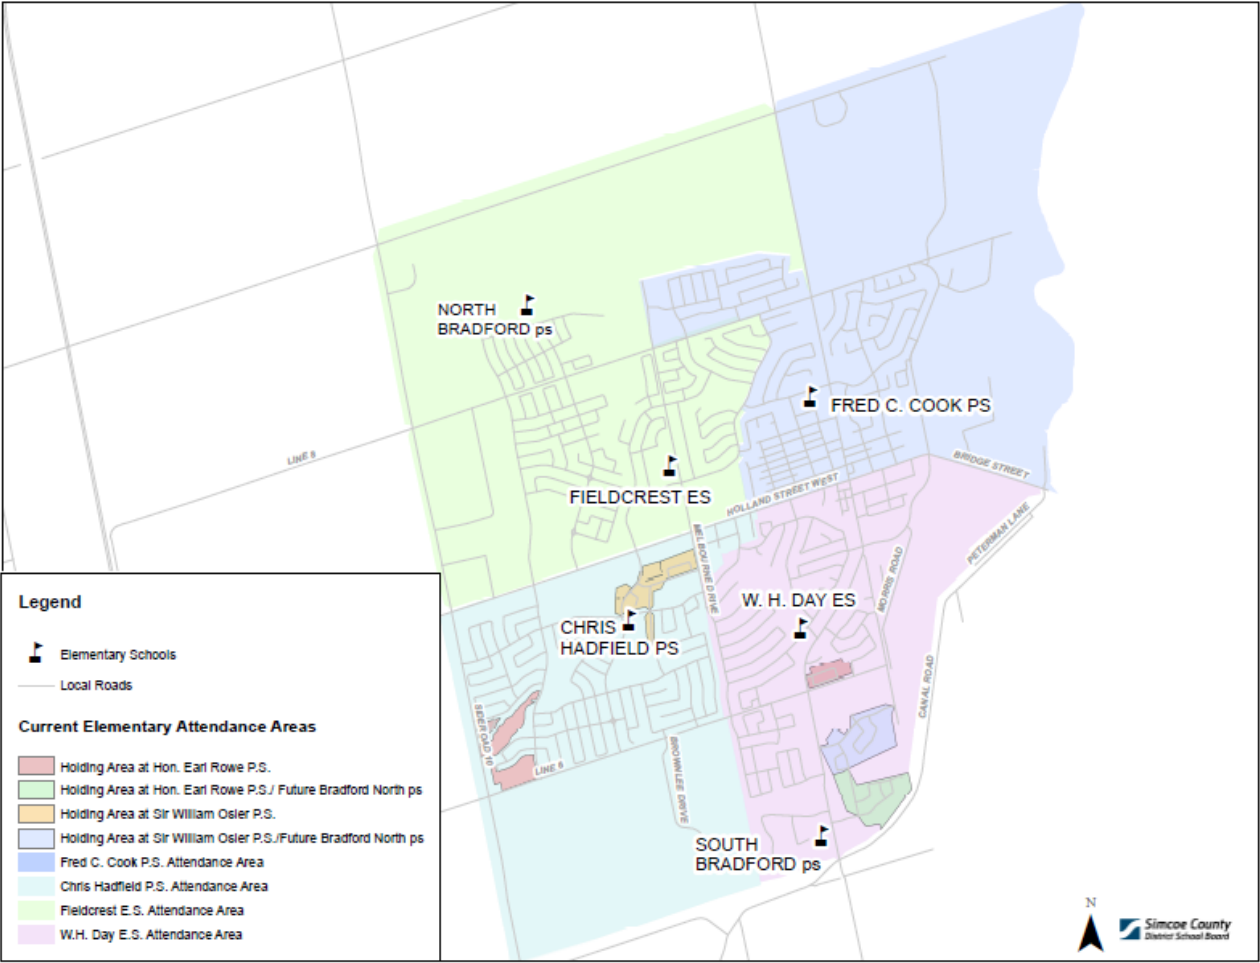 NORTH
BRADFORD ps
FRED C. COOK PS
LINE 8
BRIDGE STREET
HOLLAND STREET WEST
FIELDCREST ES
PETERMAN LANE
MELBOURNE DRIVE
MORRIS ROAD
W. H. DAY ES
CHRIS
HADFIELD PS
CANAL ROAD
SIDEROAD 10
LINE 6
BROWNLEE DRIVE
SOUTH
BRADFORD ps
Legend
Elementary Schools
Local Roads
Current Elementary Attendance Areas
Holding Area at Hon. Earl Rowe P.S.
Holding Area at Hon. Earl Rowe P.S./ Future Bradford North ps
Holding Area at Sir William Osler P.S.
Holding Area at Sir William Osler P.S./Future Bradford North ps
Fred C. Cook P.S. Attendance Area
Chris Hadfield P.S. Attendance Area
Fieldcrest E.S. Attendance Area
W.H. Day E.S. Attendance Area
N
Simcoe County
District School Board